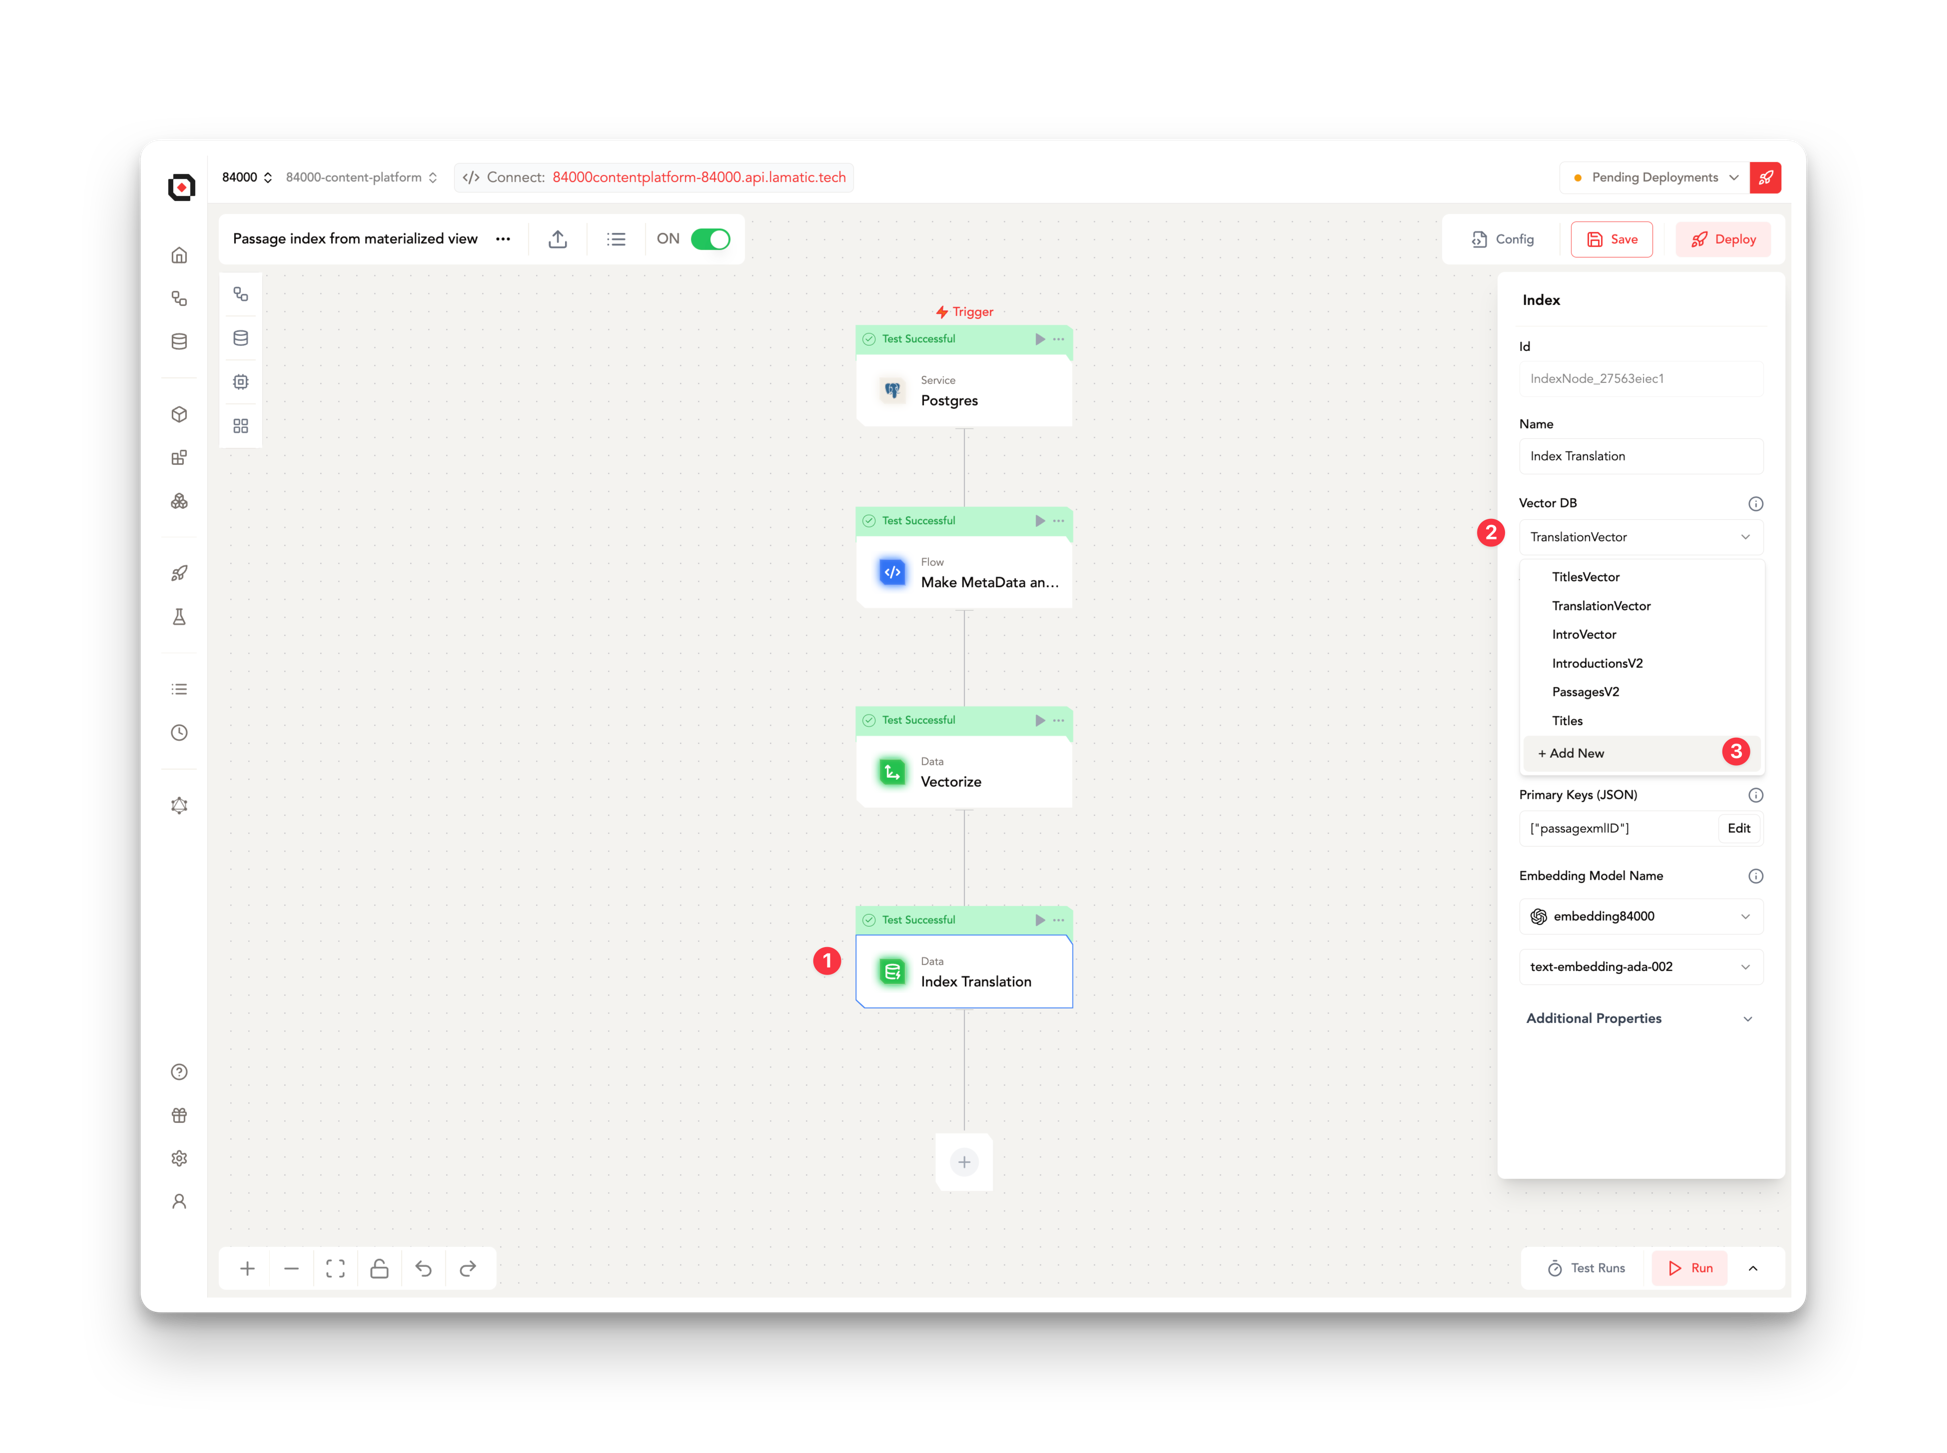 84000
84000-content-platform
</> Connect: 84000contentplatform-84000.api.lamatic.tech
Pending Deployments
Passage index from materialized view
ON
Config
Save
Deploy
Trigger
Test Successful
Service
Postgres
Test Successful
Flow
Make MetaData an...
Test Successful
Data
Vectorize
Test Successful
1
Data
Index Translation
Index
Id
IndexNode_27563eiec1
Name
Index Translation
Vector DB
2
TranslationVector
TitlesVector
TranslationVector
IntroVector
IntroductionsV2
PassagesV2
Titles
+ Add New
3
Primary Keys (JSON)
["passagexmlID"]
Edit
Embedding Model Name
embedding84000
text-embedding-ada-002
Additional Properties
Test Runs
Run